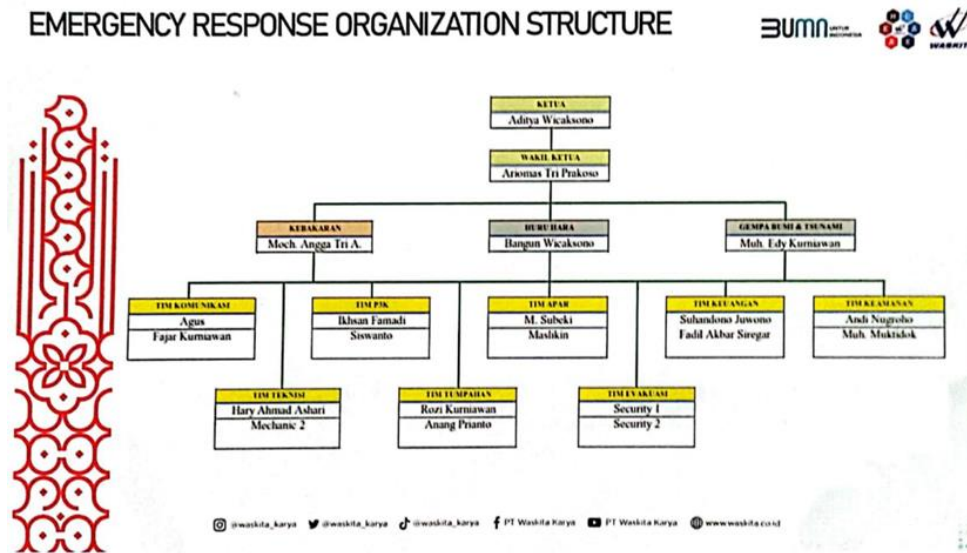 EMERGENCY RESPONSE ORGANIZATION STRUCTURE
BUMN UNTUK INDONESIA
WASKITA
KETUA
Aditya Wicaksono
WAKIL KETUA
Ariomas Tri Prakoso
KEBAKARAN
Moch. Angga Tri A.
HURU HARA
Bangun Wicaksono
GEMPA BUMI & TSUNAMI
Muh. Edy Kurniawan
TIM KOMUNIKASI
Agus
Fajar Kurniawan
TIM P3K
Ikhsan Famadi
Siswanto
TIM APAR
M. Subeki
Mashkin
TIM KEUANGAN
Suhandono Juwono
Fadil Akbar Siregar
TIM KEAMANAN
Andi Nugroho
Muh. Muktidok
TIM TEKNISI
Hary Ahmad Ashari
Mechanic 2
TIM TUMPAHAN
Rozi Kurniawan
Anang Prianto
TIM EVAKUASI
Security 1
Security 2
@waskita_karya @waskita_karya @waskita_karya PT Waskita Karya PT Waskita Karya www.waskita.co.id